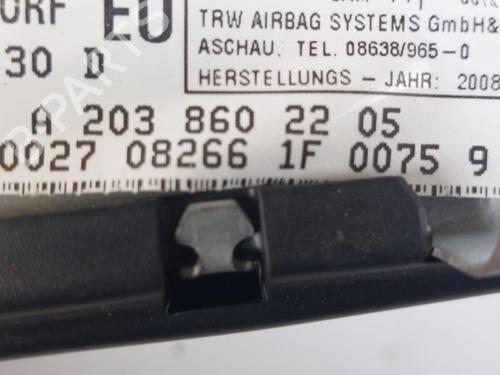 ORF EU
30 D
TRW AIRBAG SYSTEMS GmbH&
ASCHAU, TEL. 08638/965-0
HERSTELLUNGS - JAHR: 2008
A 203 860 22 05
0027 08266 1F 0075 9